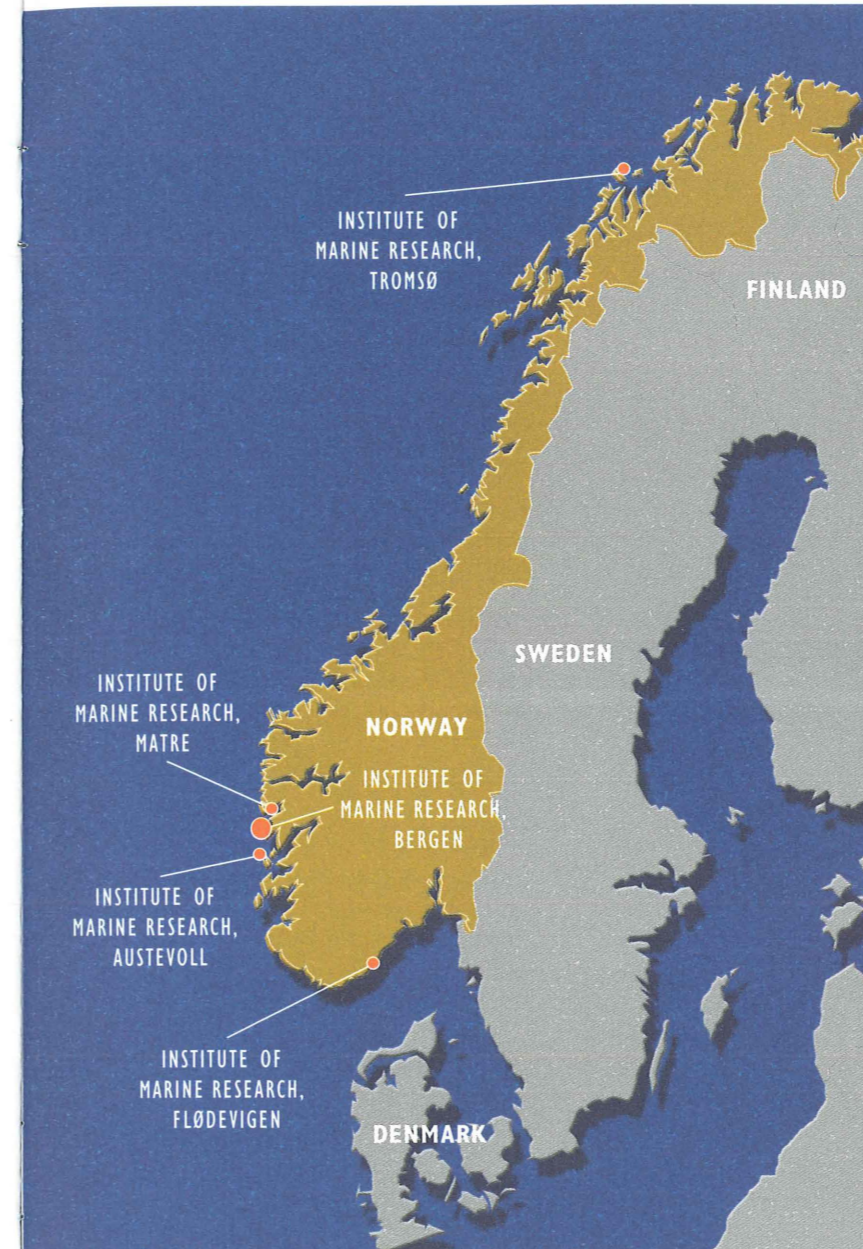 INSTITUTE OF
MARINE RESEARCH,
TROMSØ
FINLAND
SWEDEN
INSTITUTE OF
MARINE RESEARCH,
MATRE
NORWAY
INSTITUTE OF
MARINE RESEARCH,
BERGEN
INSTITUTE OF
MARINE RESEARCH,
AUSTEVOLL
INSTITUTE OF
MARINE RESEARCH,
FLØDEVIGEN
DENMARK